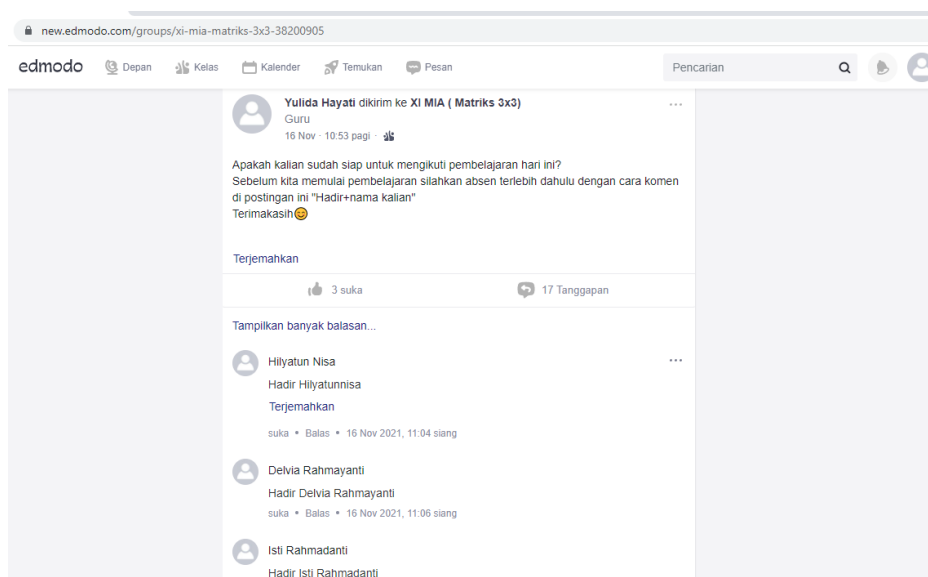 new.edmodo.com/groups/xi-mia-matriks-3x3-38200905
edmodo Depan Kelas Kalender Temukan Pesan Pencarian
Yulida Hayati dikirim ke XI MIA ( Matriks 3x3)
Guru
16 Nov · 10:53 pagi ·
Apakah kalian sudah siap untuk mengikuti pembelajaran hari ini?
Sebelum kita memulai pembelajaran silahkan absen terlebih dahulu dengan cara komen
di postingan ini "Hadir+nama kalian"
Terimakasih😊
Terjemahkan
3 suka 17 Tanggapan
Tampilkan banyak balasan...
Hilyatun Nisa
Hadir Hilyatunnisa
Terjemahkan
suka • Balas • 16 Nov 2021, 11:04 siang
Delvia Rahmayanti
Hadir Delvia Rahmayanti
suka • Balas • 16 Nov 2021, 11:06 siang
Isti Rahmadanti
Hadir Isti Rahmadanti